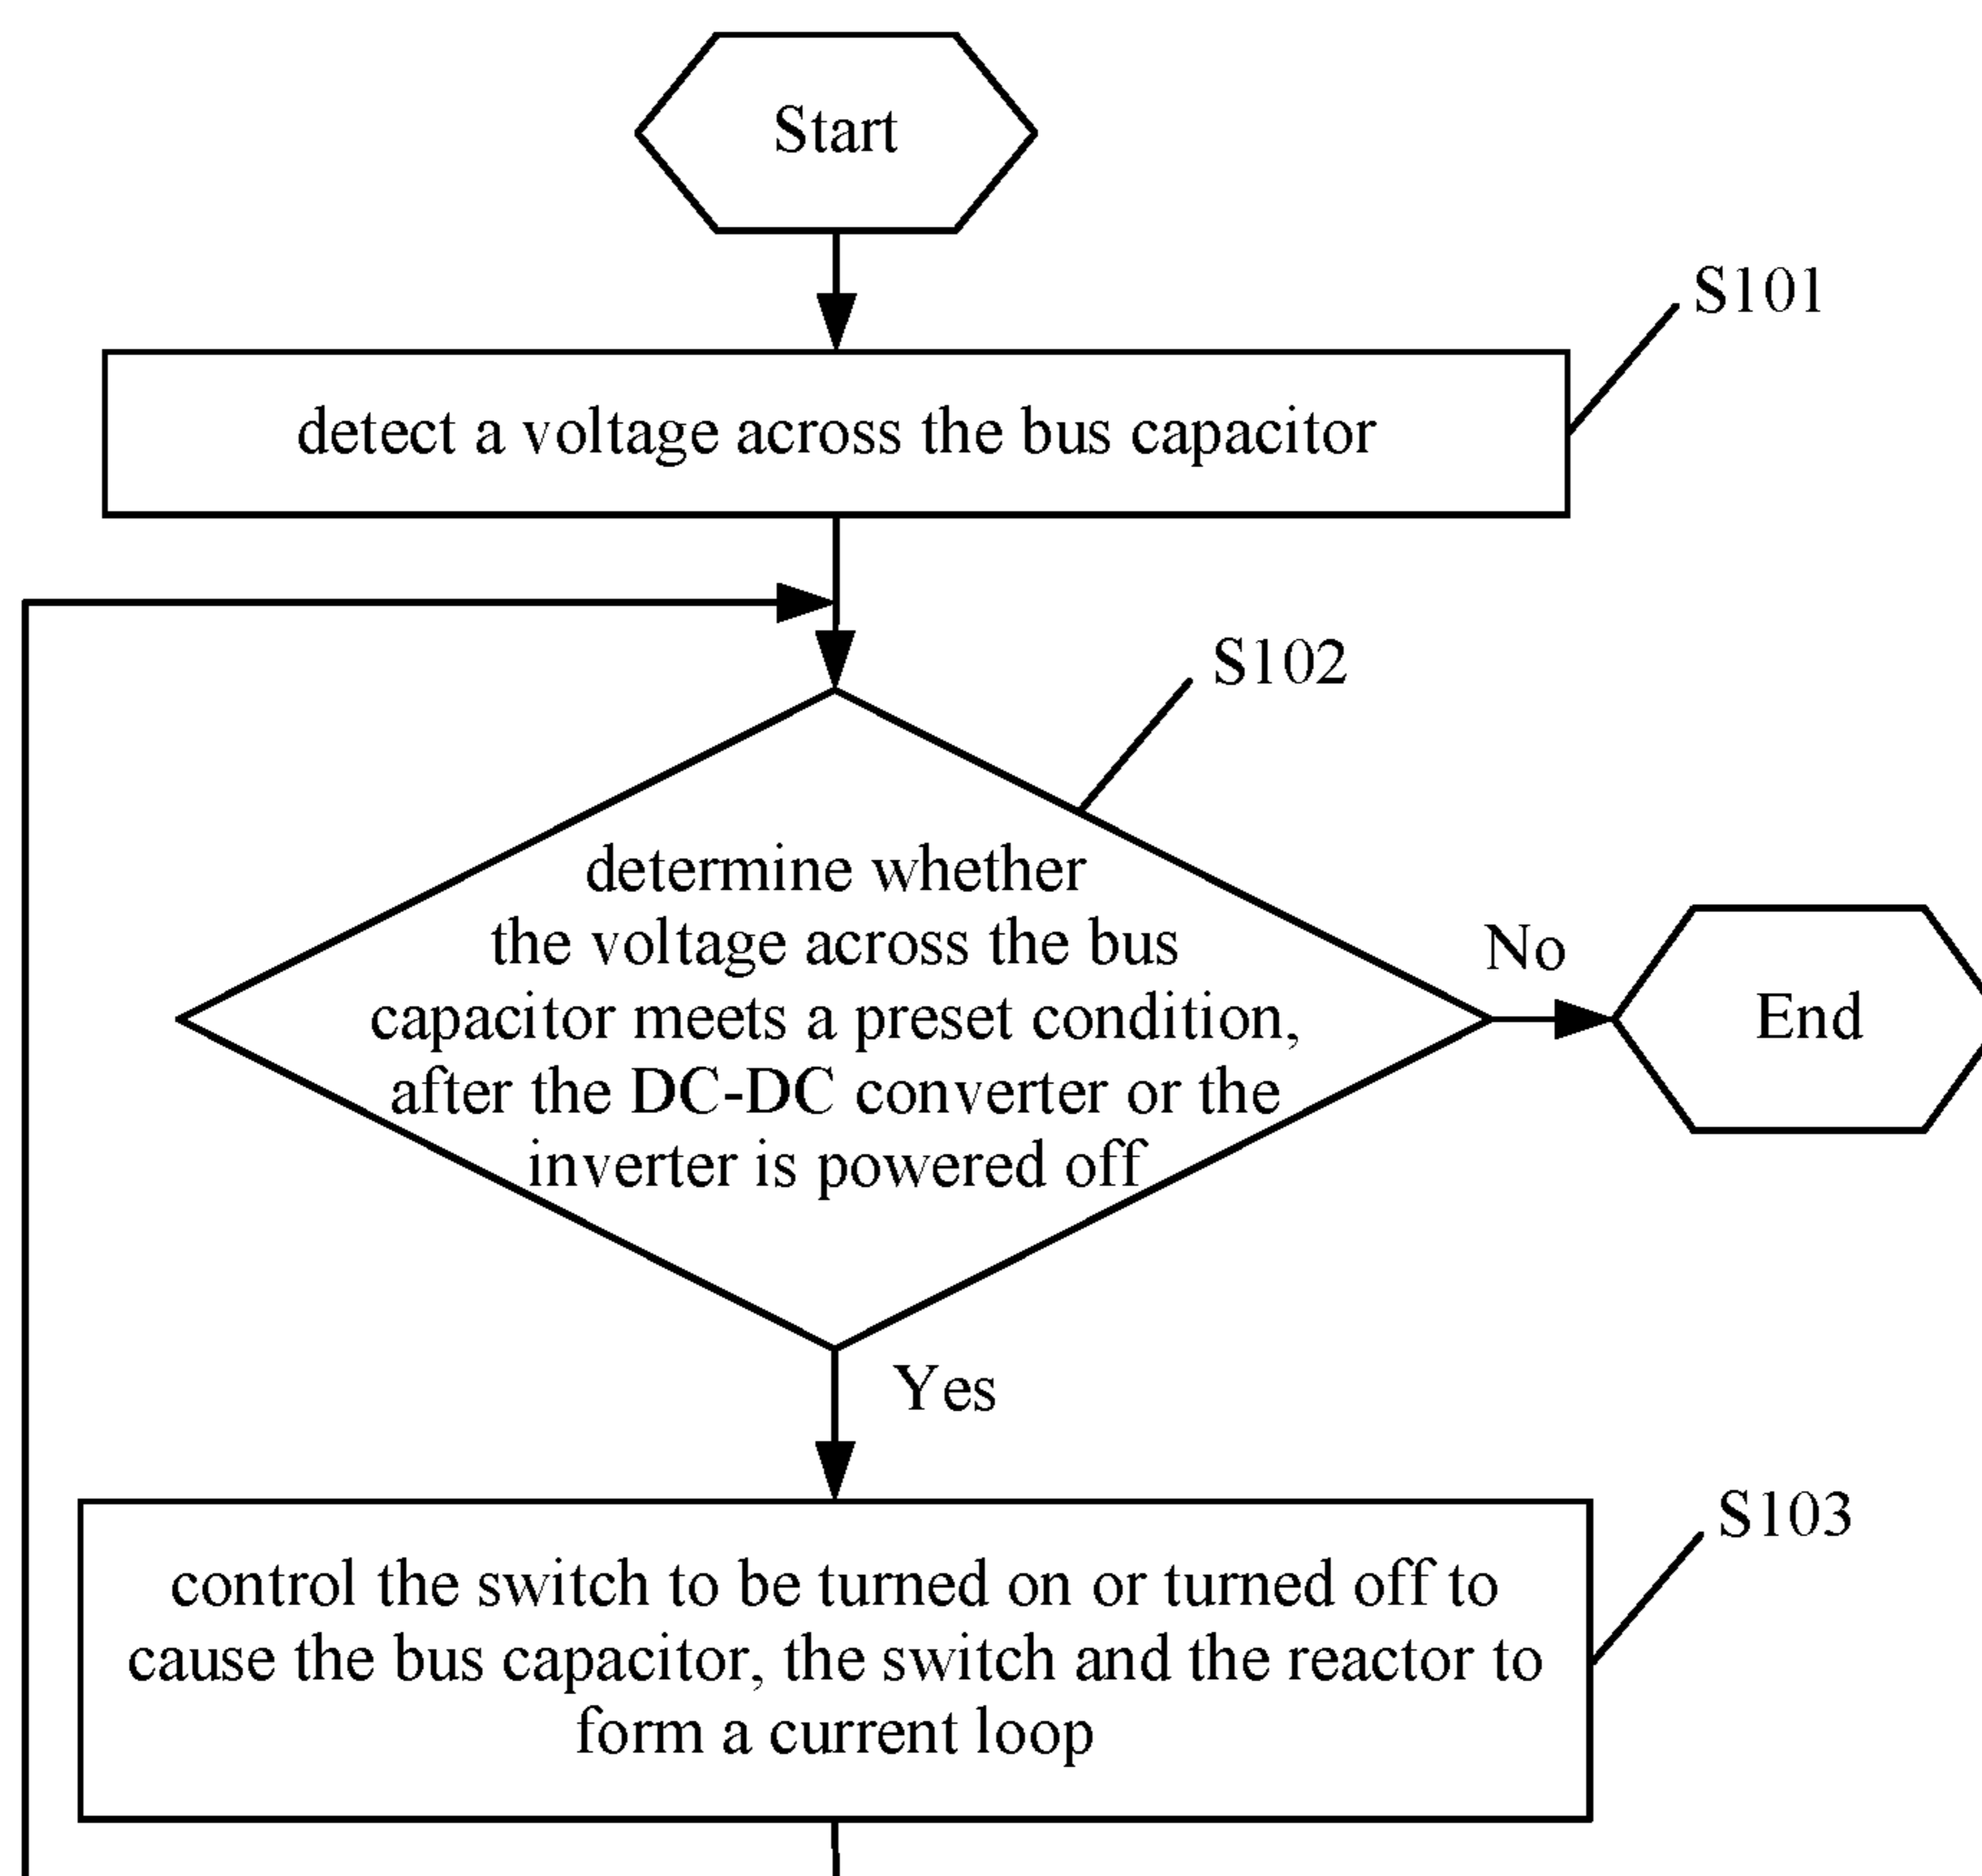 Start
S101
detect a voltage across the bus capacitor
S102
determine whether
the voltage across the bus
capacitor meets a preset condition,
after the DC-DC converter or the
inverter is powered off
No
End
Yes
S103
control the switch to be turned on or turned off to
cause the bus capacitor, the switch and the reactor to
form a current loop